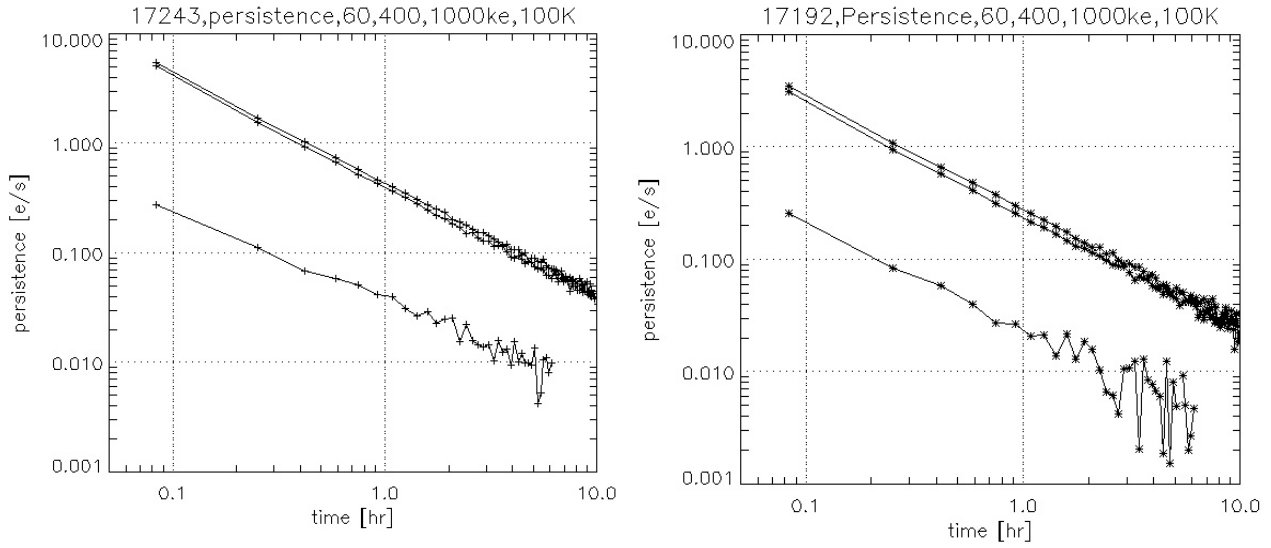 17243,persistence,60,400,1000ke,100K
10.000
1.000
0.100
0.010
0.001
persistence [e/s]
0.1
1.0
10.0
time [hr]
17192,Persistence,60,400,1000ke,100K
10.000
1.000
0.100
0.010
0.001
persistence [e/s]
0.1
1.0
10.0
time [hr]